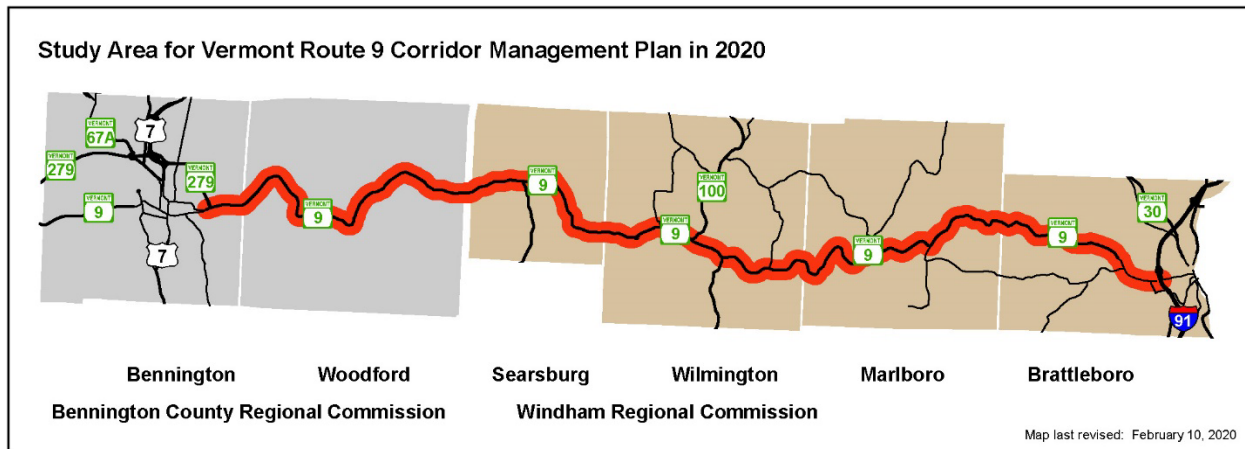 Study Area for Vermont Route 9 Corridor Management Plan in 2020
VERMONT
67A
7
VERMONT
279
VERMONT
279
VERMONT
9
7
VERMONT
9
VERMONT
9
VERMONT
100
VERMONT
9
VERMONT
9
VERMONT
9
VERMONT
30
91
Bennington Woodford Searsburg Wilmington Marlboro Brattleboro
Bennington County Regional Commission Windham Regional Commission
Map last revised: February 10, 2020